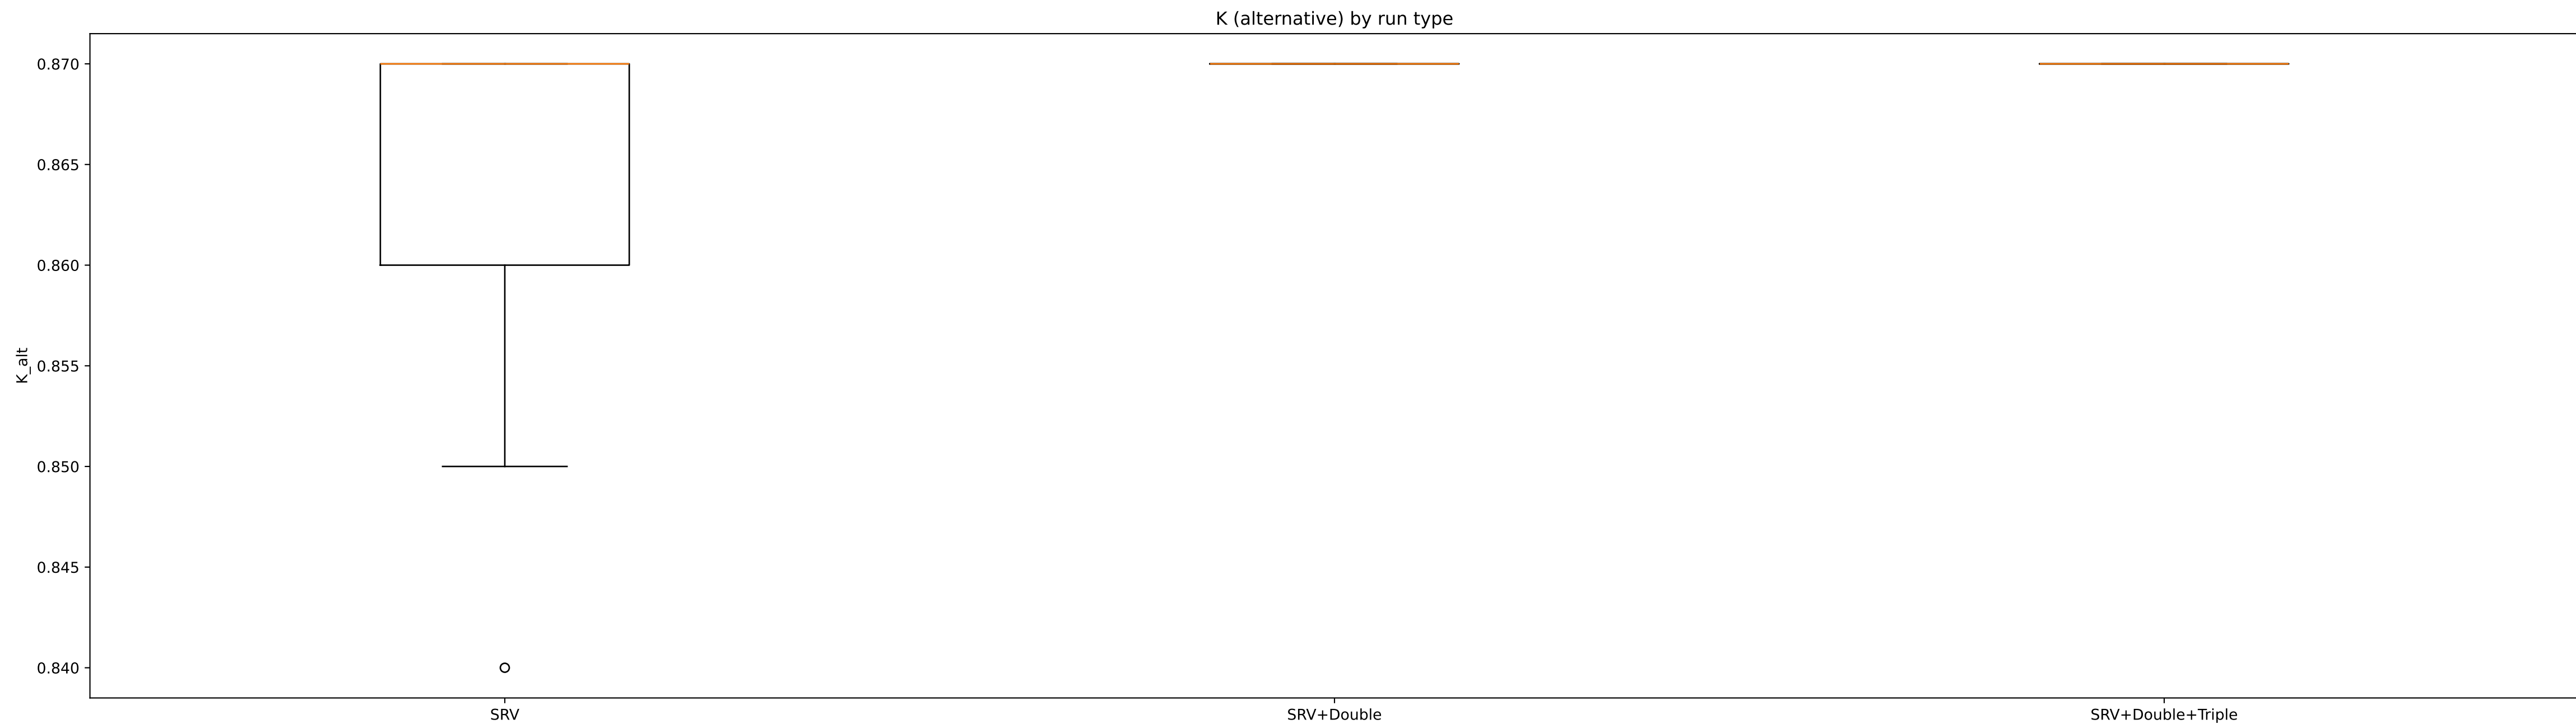 K (alternative) by run type
0.870
0.865
0.860
0.855
0.850
0.845
0.840
K_alt
SRV
SRV+Double
SRV+Double+Triple